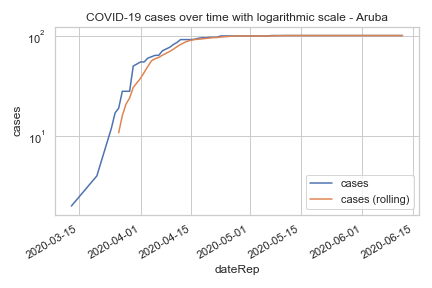 COVID-19 cases over time with logarithmic scale - Aruba
10²
10¹
cases
cases
cases (rolling)
2020-03-15
2020-04-01
2020-04-15
2020-05-01
2020-05-15
2020-06-01
2020-06-15
dateRep